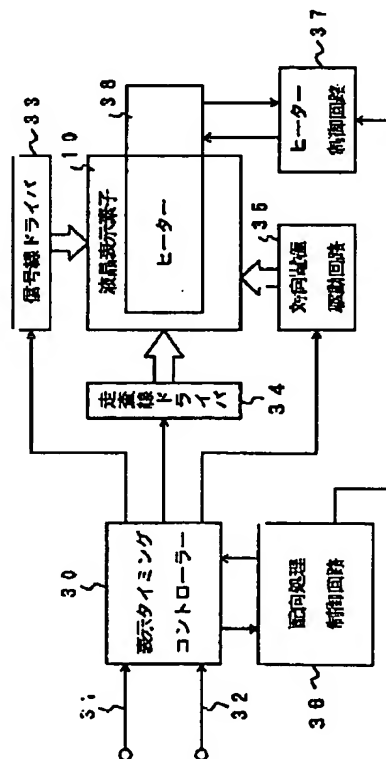 33
信号線ドライバ
10
液晶表示素子
38
ヒーター
37
ヒーター
制御回路
35
対向電極
駆動回路
走査線ドライバ
34
30
表示タイミング
コントローラー
31
32
配向処理
制御回路
36